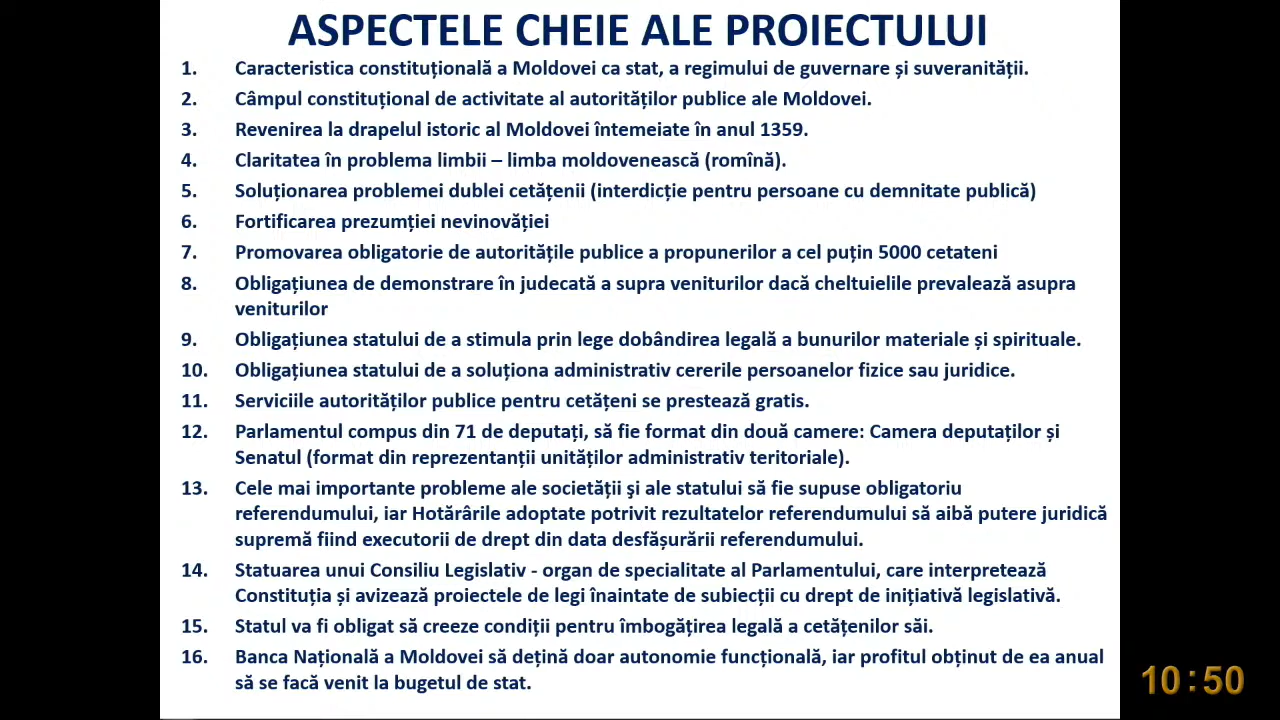 ASPECTELE CHEIE ALE PROIECTULUI
1. Caracteristica constituțională a Moldovei ca stat, a regimului de guvernare și suveranității.
2. Câmpul constituțional de activitate al autorităților publice ale Moldovei.
3. Revenirea la drapelul istoric al Moldovei întemeiate în anul 1359.
4. Claritatea în problema limbii – limba moldovenească (romînă).
5. Soluționarea problemei dublei cetățenii (interdicție pentru persoane cu demnitate publică)
6. Fortificarea prezumției nevinovăției
7. Promovarea obligatorie de autoritățile publice a propunerilor a cel puțin 5000 cetateni
8. Obligațiunea de demonstrare în judecată a supra veniturilor dacă cheltuielile prevalează asupra
veniturilor
9. Obligațiunea statului de a stimula prin lege dobândirea legală a bunurilor materiale și spirituale.
10. Obligațiunea statului de a soluționa administrativ cererile persoanelor fizice sau juridice.
11. Serviciile autorităților publice pentru cetățeni se prestează gratis.
12. Parlamentul compus din 71 de deputați, să fie format din două camere: Camera deputaților și
Senatul (format din reprezentanții unităților administrativ teritoriale).
13. Cele mai importante probleme ale societății şi ale statului să fie supuse obligatoriu
referendumului, iar Hotărârile adoptate potrivit rezultatelor referendumului să aibă putere juridică
supremă fiind executorii de drept din data desfășurării referendumului.
14. Statuarea unui Consiliu Legislativ - organ de specialitate al Parlamentului, care interpretează
Constituția și avizează proiectele de legi înaintate de subiecții cu drept de inițiativă legislativă.
15. Statul va fi obligat să creeze condiții pentru îmbogățirea legală a cetățenilor săi.
16. Banca Națională a Moldovei să dețină doar autonomie funcțională, iar profitul obținut de ea anual
să se facă venit la bugetul de stat.
10:50